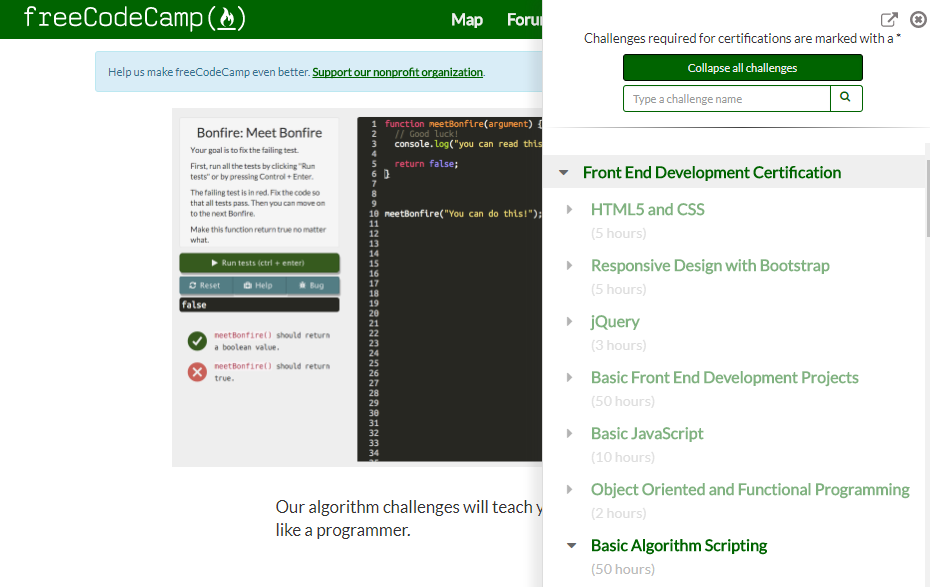 freeCodeCamp
Map Foru
Help us make freeCodeCamp even better. Support our nonprofit organization.
Bonfire: Meet Bonfire
Your goal is to fix the failing test.
First, run all the tests by clicking "Run
tests" or by pressing Control + Enter.
The failing test is in red. Fix the code so
that all tests pass. Then you can move on
to the next Bonfire.
Make this function return true no matter
what.
Run tests (ctrl + enter)
Reset Help Bug
false
meetBonfire() should return
a boolean value.
meetBonfire() should return
true.
1 function meetBonfire(argument) {
2 // Good luck!
3 console.log("you can read this
4
5 return false;
6 }
7
8
9
10 meetBonfire("You can do this!");
11
12
13
14
15
16
17
18
19
20
21
22
23
24
25
26
27
28
29
30
31
32
33
34
Our algorithm challenges will teach y
like a programmer.
Challenges required for certifications are marked with a *
Collapse all challenges
Type a challenge name
Front End Development Certification
HTML5 and CSS
(5 hours)
Responsive Design with Bootstrap
(5 hours)
jQuery
(3 hours)
Basic Front End Development Projects
(50 hours)
Basic JavaScript
(10 hours)
Object Oriented and Functional Programming
(2 hours)
Basic Algorithm Scripting
(50 hours)